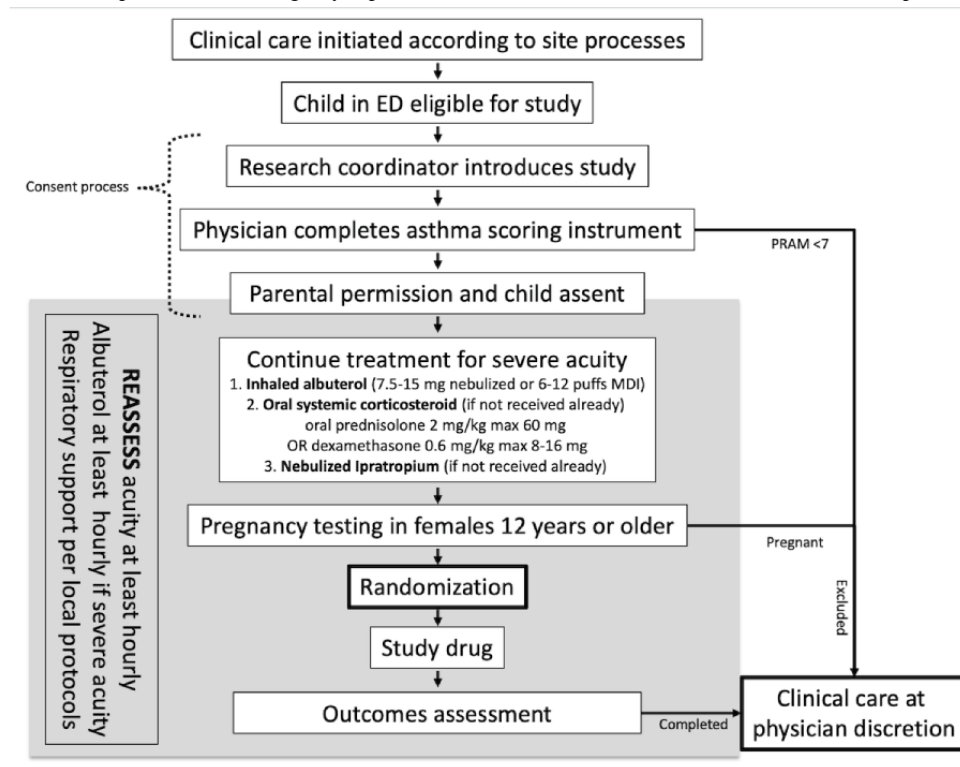 Clinical care initiated according to site processes
Child in ED eligible for study
Research coordinator introduces study
Consent process
Physician completes asthma scoring instrument
PRAM <7
Parental permission and child assent
REASSESS acuity at least hourly
Albuterol at least hourly if severe acuity
Respiratory support per local protocols
Continue treatment for severe acuity
1. Inhaled albuterol (7.5-15 mg nebulized or 6-12 puffs MDI)
2. Oral systemic corticosteroid (if not received already)
oral prednisolone 2 mg/kg max 60 mg
OR dexamethasone 0.6 mg/kg max 8-16 mg
3. Nebulized Ipratropium (if not received already)
Pregnancy testing in females 12 years or older
Pregnant
Randomization
Excluded
Study drug
Outcomes assessment
Completed
Clinical care at
physician discretion